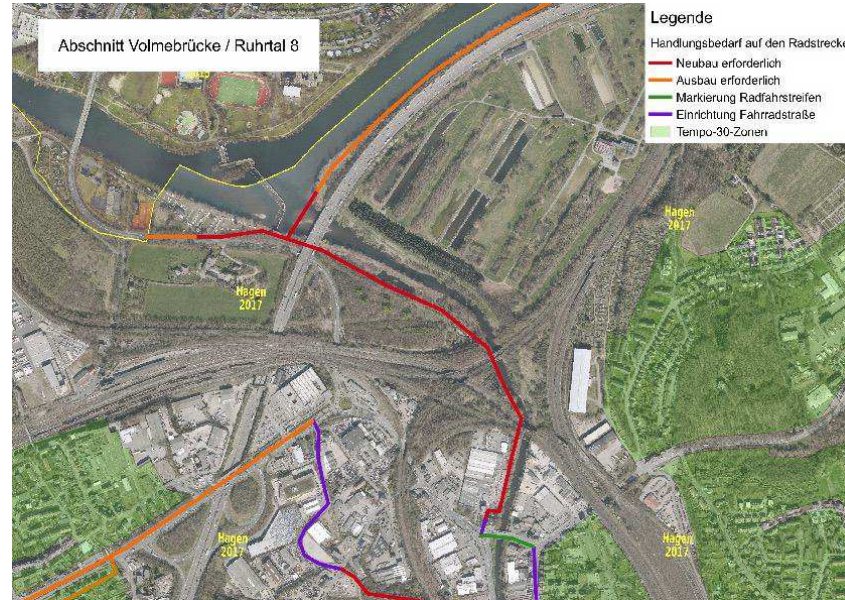 Abschnitt Volmebrücke / Ruhrtal 8
Legende
Handlungsbedarf auf den Radstrecke
Neubau erforderlich
Ausbau erforderlich
Markierung Radfahrstreifen
Einrichtung Fahrradstraße
Tempo-30-Zonen
Hagen
2017
Hagen
2017
Hagen
2017
Hagen
2017